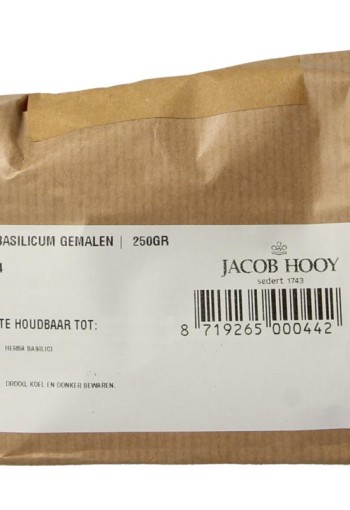 BASILICUM GEMALEN | 250GR
4
TE HOUDBAAR TOT:
HERBA BASILICI
DROOG, KOEL EN DONKER BEWAREN.
JACOB HOOY
sedert 1743
8 719265 000442